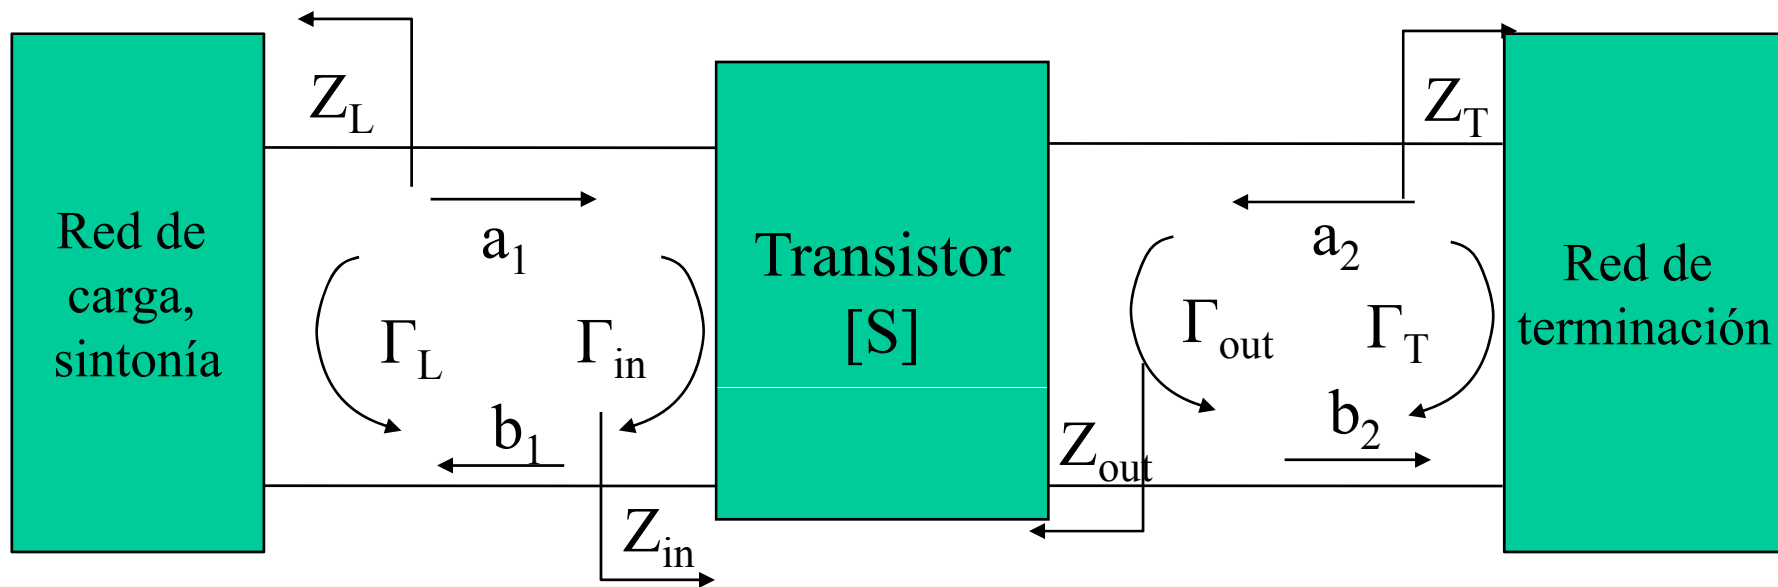 Red de
carga,
sintonía
Z_L
a_1
Γ_L
Γ_in
b_1
Z_in
Transistor
[S]
Z_T
a_2
Γ_out
Γ_T
b_2
Z_out
Red de
terminación